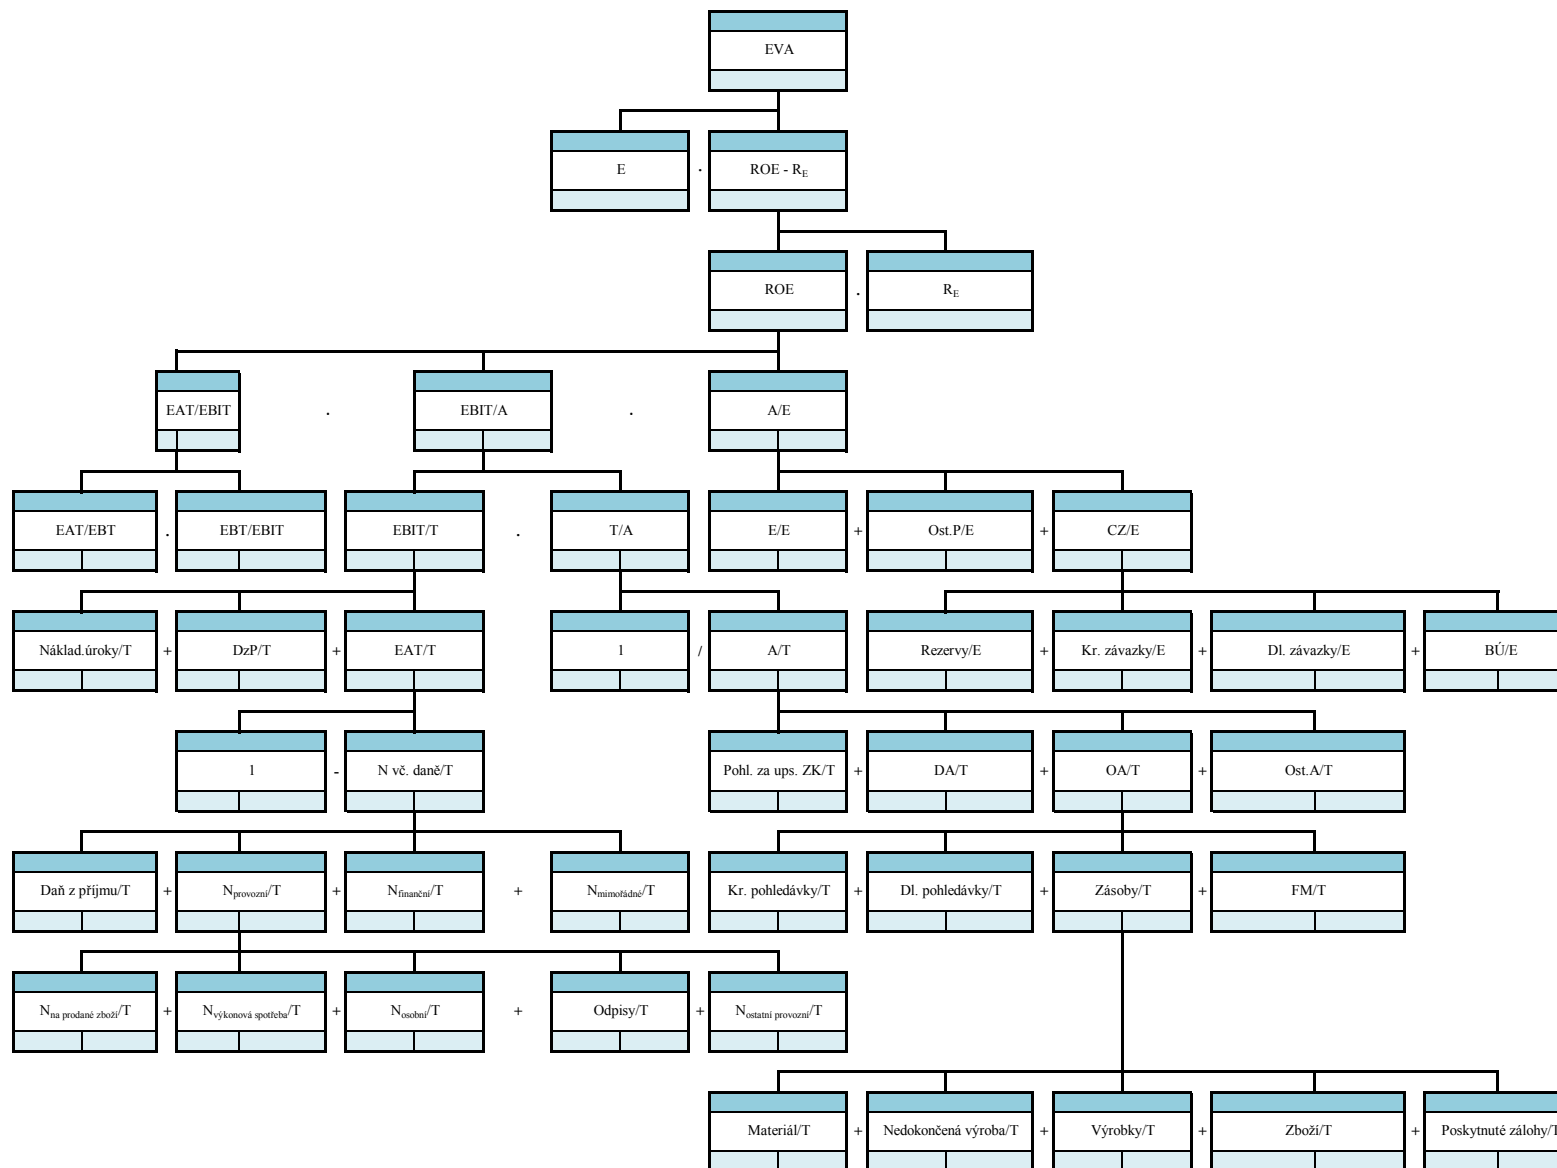 EVA
E . ROE - RE
ROE . RE
EAT/EBIT . EBIT/A . A/E
EAT/EBT . EBT/EBIT EBIT/T . T/A E/E + Ost.P/E + CZ/E
Náklad.úroky/T + DzP/T + EAT/T 1 / A/T Rezervy/E + Kr. závazky/E + Dl. závazky/E + BÚ/E
1 - N vč. daně/T Pohl. za ups. ZK/T + DA/T + OA/T + Ost.A/T
Daň z příjmu/T + Nprovozní/T + Nfinanční/T + Nmimořádné/T Kr. pohledávky/T + Dl. pohledávky/T + Zásoby/T + FM/T
Nna prodané zboží/T + Nvýkonová spotřeba/T + Nosobní/T + Odpisy/T + Nostatní provozní/T
Materiál/T + Nedokončená výroba/T + Výrobky/T + Zboží/T + Poskytnuté zálohy/T